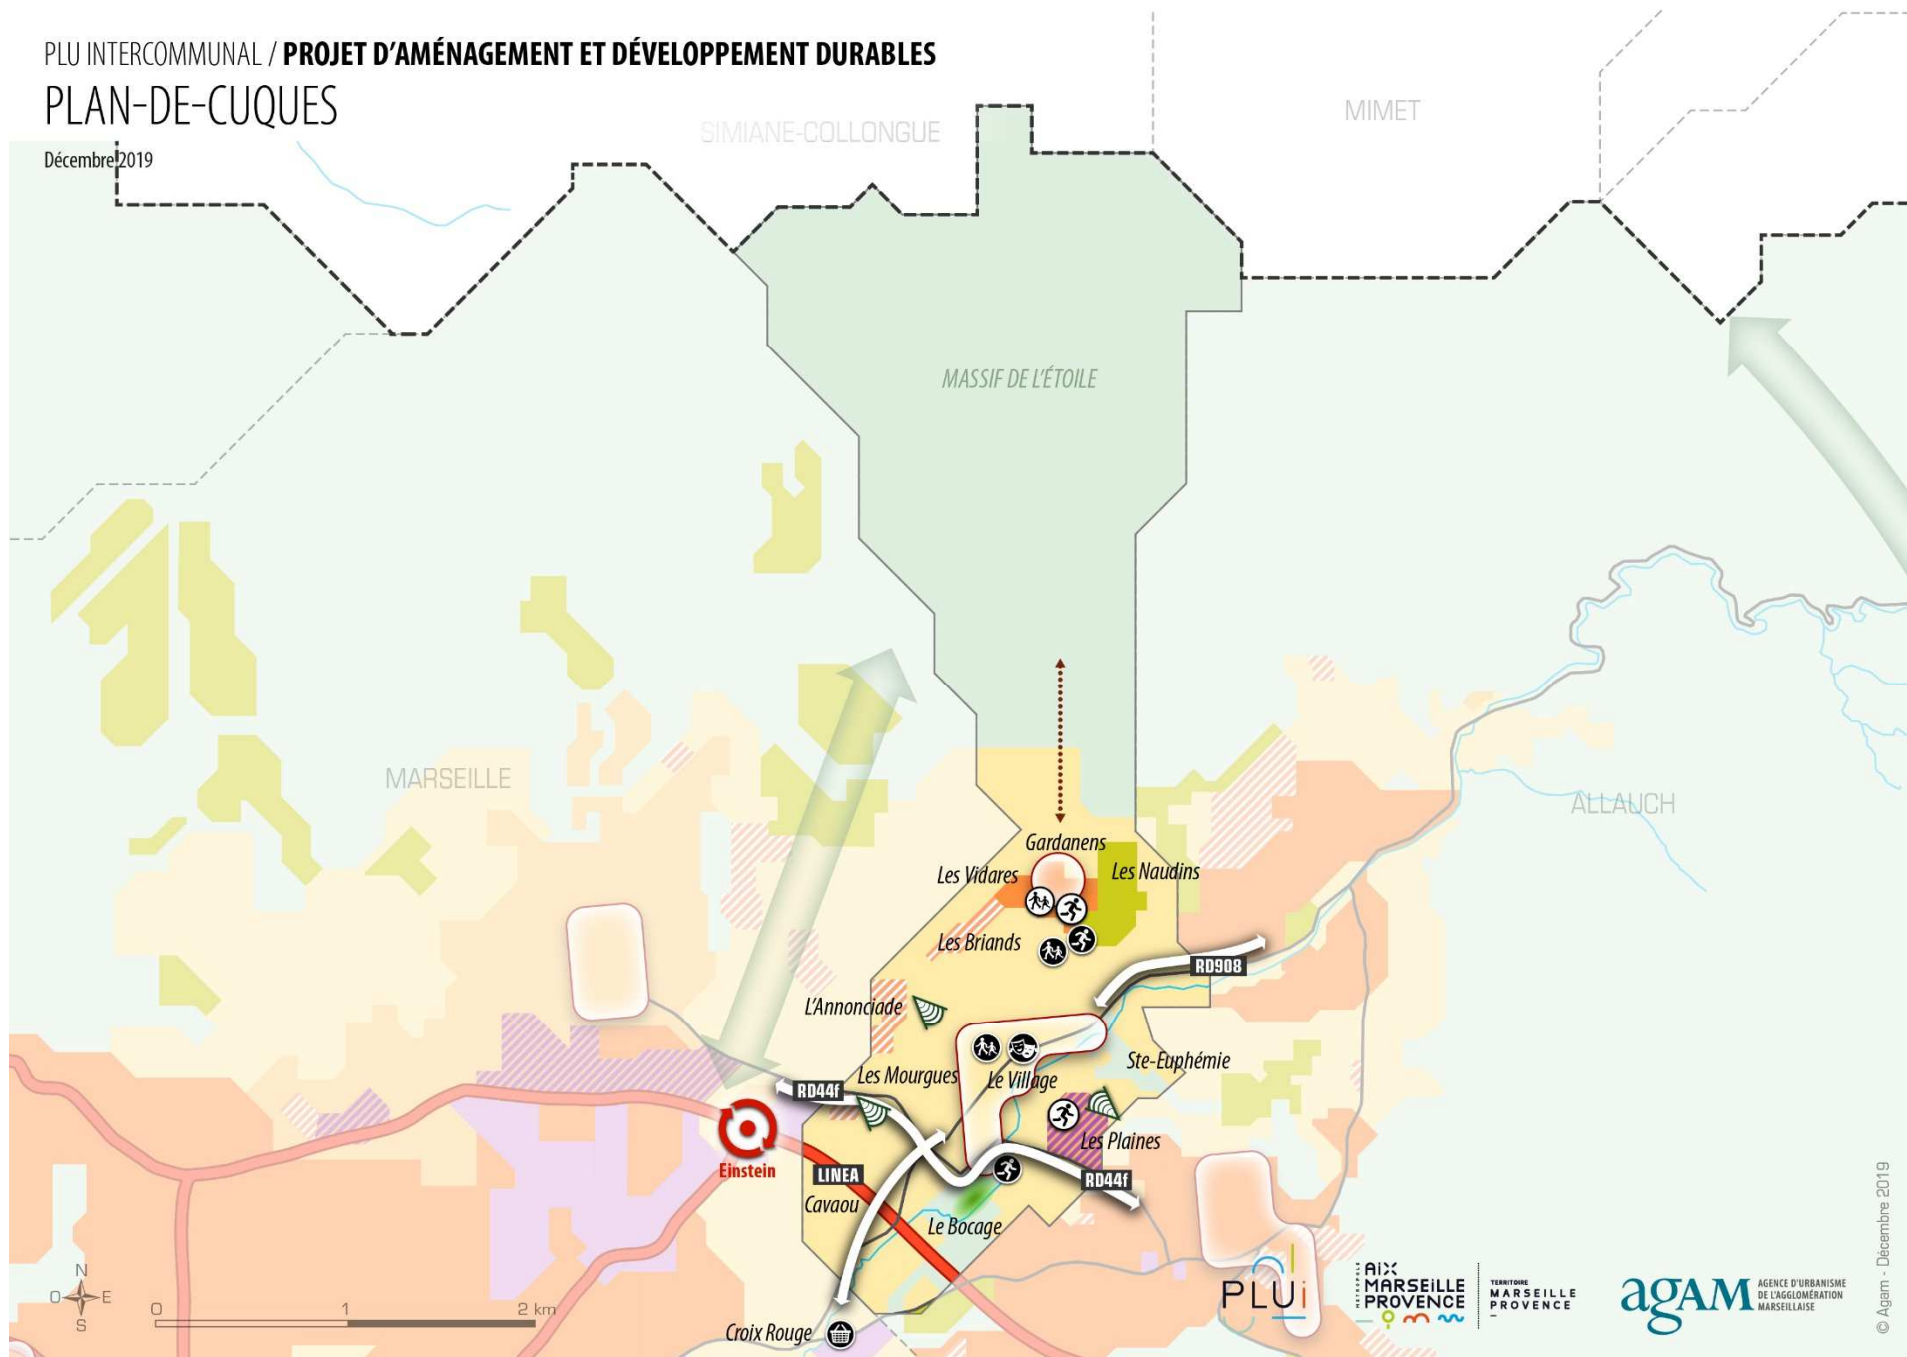 PLU INTERCOMMUNAL / PROJET D'AMÉNAGEMENT ET DÉVELOPPEMENT DURABLES
PLAN-DE-CUQUES
Décembre 2019
SIMIANE-COLLONGUE
MIMET
MASSIF DE L'ÉTOILE
MARSEILLE
ALLAUCH
Gardanens
Les Vidares
Les Naudins
Les Briands
RD908
L'Annonciade
Ste-Euphémie
Les Mourgues
Le Village
RD44f
Les Plaines
Einstein
LINEA
RD44f
Cavaou
Le Bocage
Croix Rouge
N
O
E
S
0
1
2 km
PLUi
MÉTROPOLE
AIX
MARSEILLE
PROVENCE
TERRITOIRE
MARSEILLE
PROVENCE
agAM
AGENCE D'URBANISME
DE L'AGGLOMÉRATION
MARSEILLAISE
© Agam - Décembre 2019